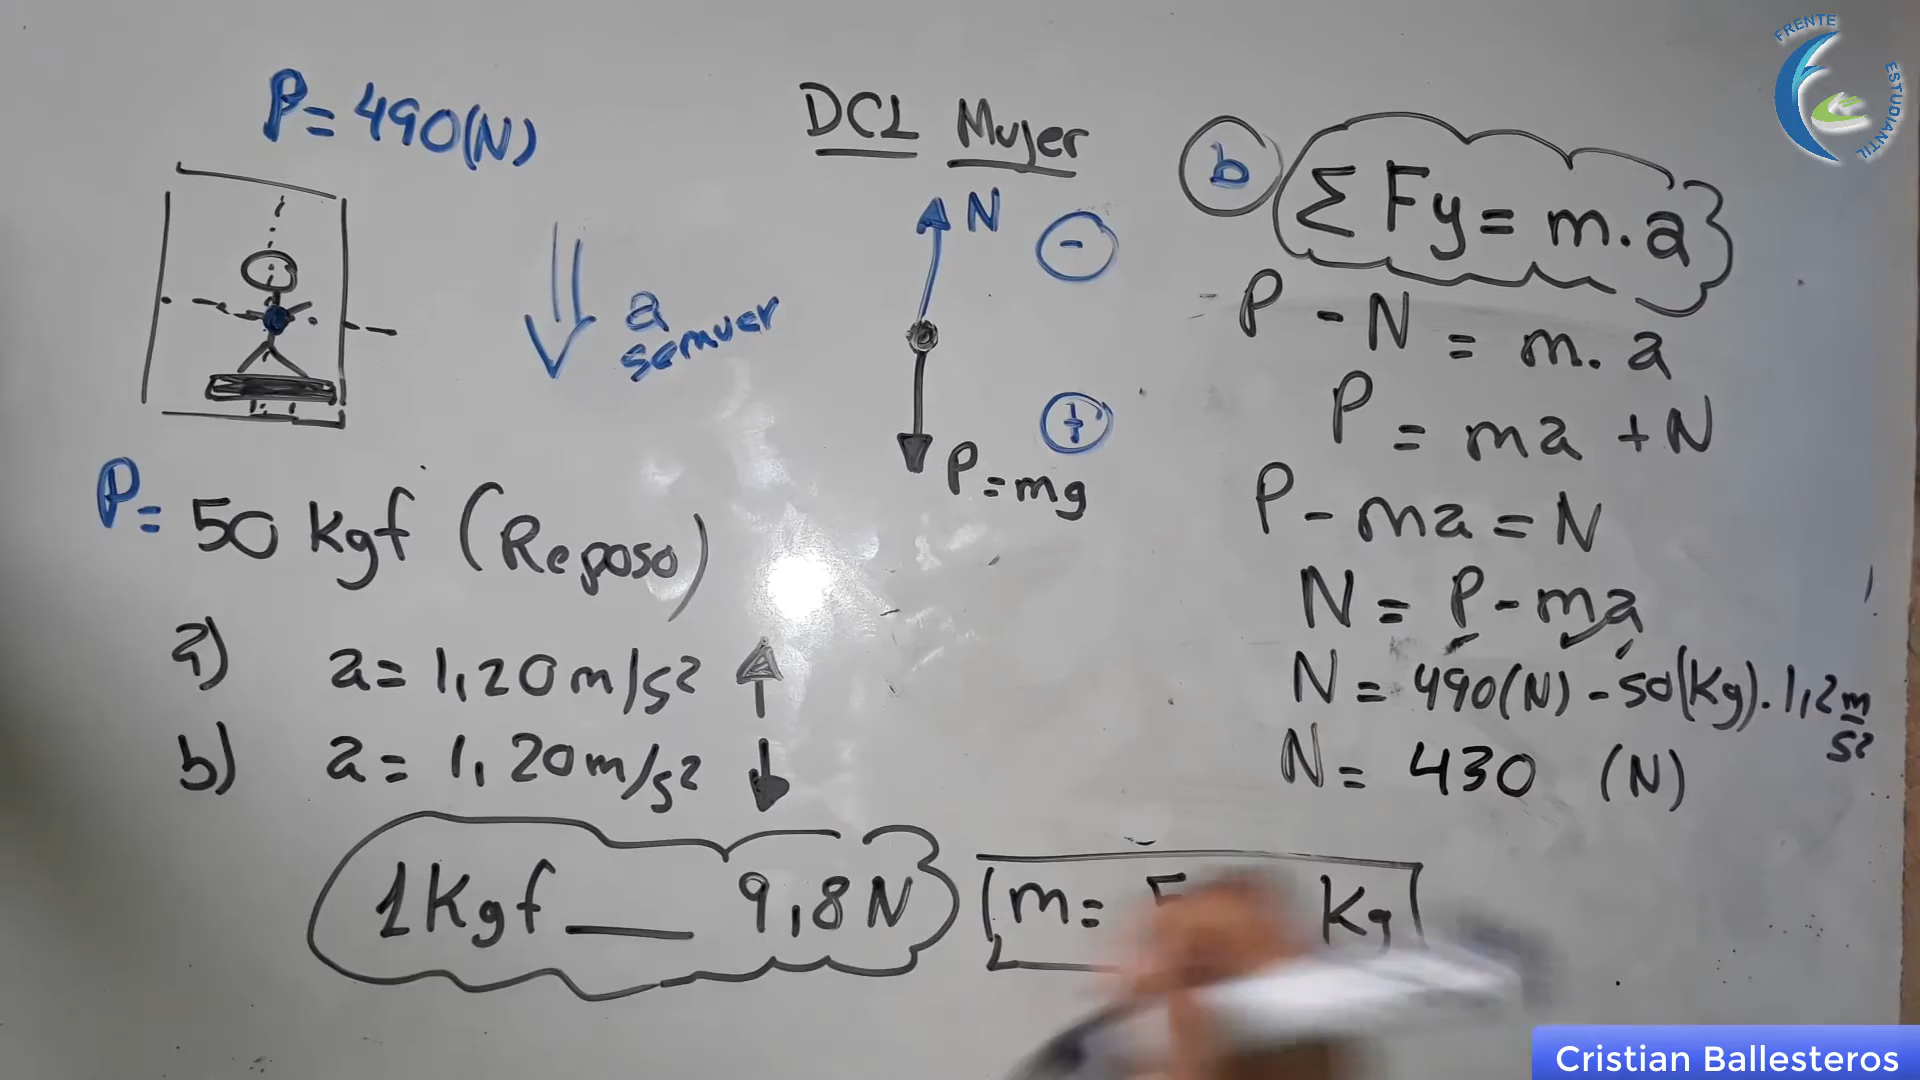 P= 490(N)
a
se mueve
P= 50 Kgf (Reposo)
a) a= 1,20 m/s²
b) a= 1,20 m/s²
1Kgf __ 9,8N
m= Kg
DCL Mujer
N
-
+
P=mg
b
ΣFy= m.a
P - N = m. a
P = ma + N
P - ma = N
N = P - ma
N = 490(N) - 50(Kg). 1,2 m/s²
N = 430 (N)
FRENTE
ESTUDIANTIL
Cristian Ballesteros